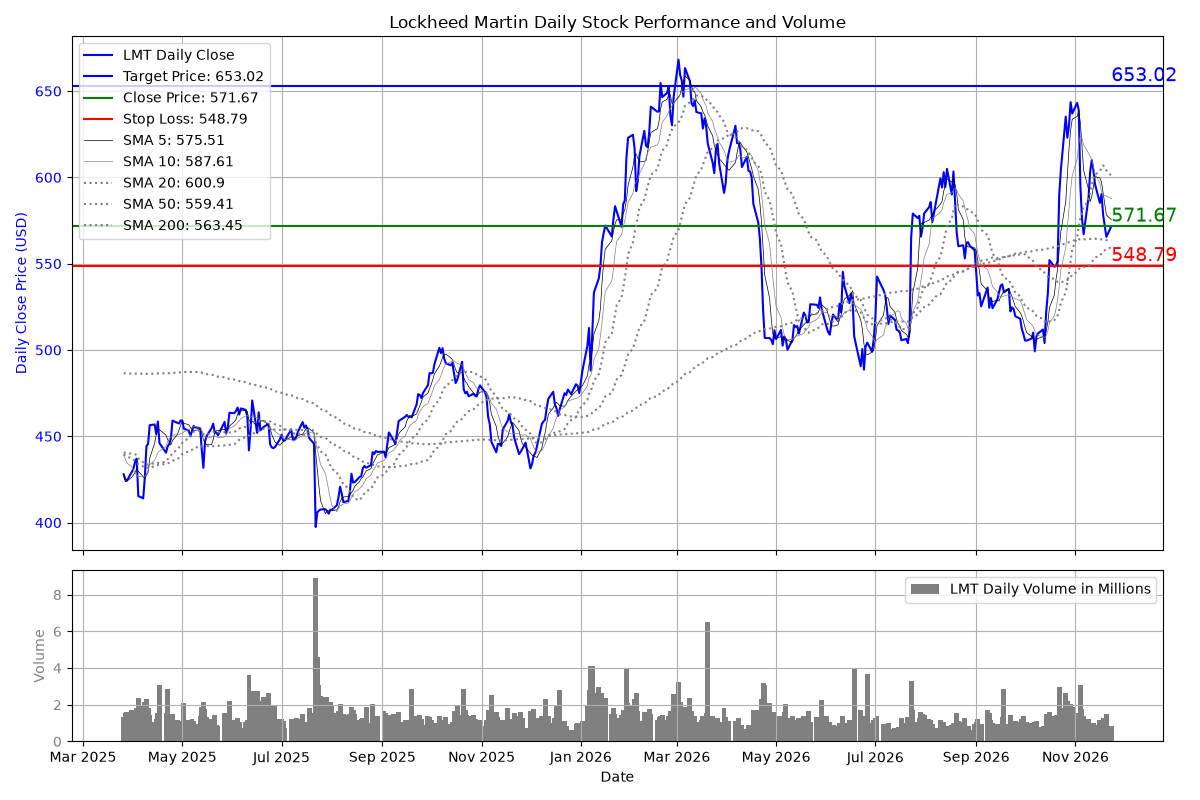 Lockheed Martin Daily Stock Performance and Volume
LMT Daily Close
Target Price: 653.02
Close Price: 571.67
Stop Loss: 548.79
SMA 5: 575.51
SMA 10: 587.61
SMA 20: 600.9
SMA 50: 559.41
SMA 200: 563.45
653.02
571.67
548.79
650
600
550
500
450
400
Daily Close Price (USD)
LMT Daily Volume in Millions
8
6
4
2
0
Volume
Mar 2025
May 2025
Jul 2025
Sep 2025
Nov 2025
Jan 2026
Mar 2026
May 2026
Jul 2026
Sep 2026
Nov 2026
Date